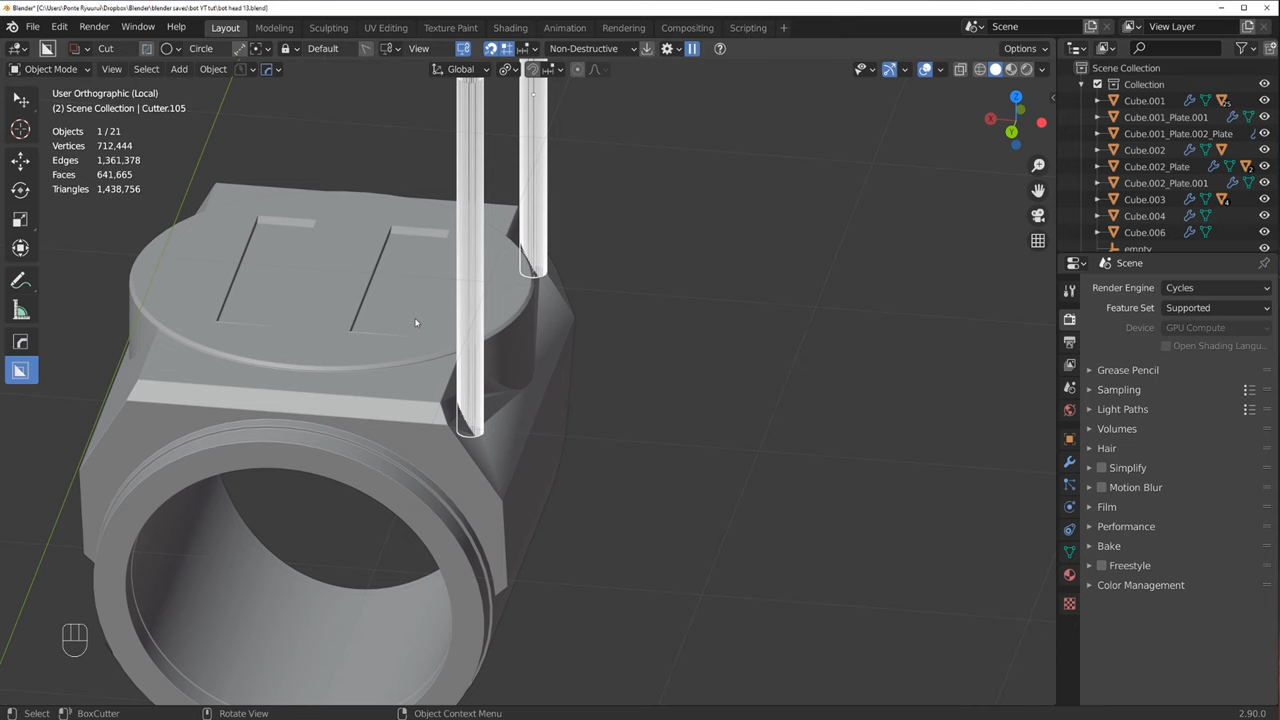 Blender* [C:\Users\Ponte Ryuurui\Dropbox\Blender\blender saves\bot YT tut\bot head 13.blend]
File Edit Render Window Help Layout Modeling Sculpting UV Editing Texture Paint Shading Animation Rendering Compositing Scripting + Scene View Layer
Cut Circle Default View Non-Destructive Options
Object Mode View Select Add Object Global
User Orthographic (Local)
(2) Scene Collection | Cutter.105
Objects 1 / 21
Vertices 712,444
Edges 1,361,378
Faces 641,665
Triangles 1,438,756
Z
X
Y
Scene Collection
Collection
Cube.001 25
Cube.001_Plate.001
Cube.001_Plate.002_Plate
Cube.002
Cube.002_Plate 2
Cube.002_Plate.001
Cube.003 4
Cube.004
Cube.006
empty
Scene
Render Engine Cycles
Feature Set Supported
Device GPU Compute
Open Shading Langu...
Grease Pencil
Sampling
Light Paths
Volumes
Hair
Simplify
Motion Blur
Film
Performance
Bake
Freestyle
Color Management
Select BoxCutter Rotate View Object Context Menu 2.90.0